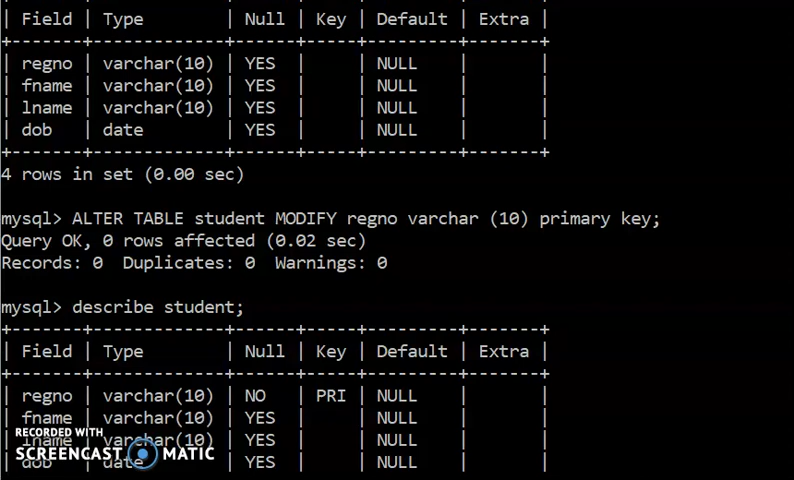 | Field | Type        | Null | Key | Default | Extra |
+-------+-------------+------+-----+---------+-------+
| regno | varchar(10) | YES  |     | NULL    |       |
| fname | varchar(10) | YES  |     | NULL    |       |
| lname | varchar(10) | YES  |     | NULL    |       |
| dob   | date        | YES  |     | NULL    |       |
+-------+-------------+------+-----+---------+-------+
4 rows in set (0.00 sec)
mysql> ALTER TABLE student MODIFY regno varchar (10) primary key;
Query OK, 0 rows affected (0.02 sec)
Records: 0  Duplicates: 0  Warnings: 0
mysql> describe student;
+-------+-------------+------+-----+---------+-------+
| Field | Type        | Null | Key | Default | Extra |
+-------+-------------+------+-----+---------+-------+
| regno | varchar(10) | NO   | PRI | NULL    |       |
| fname | varchar(10) | YES  |     | NULL    |       |
RECORDED WITH
| lname | varchar(10) | YES  |     | NULL    |       |
SCREENCAST MATIC
| dob   | date        | YES  |     | NULL    |       |